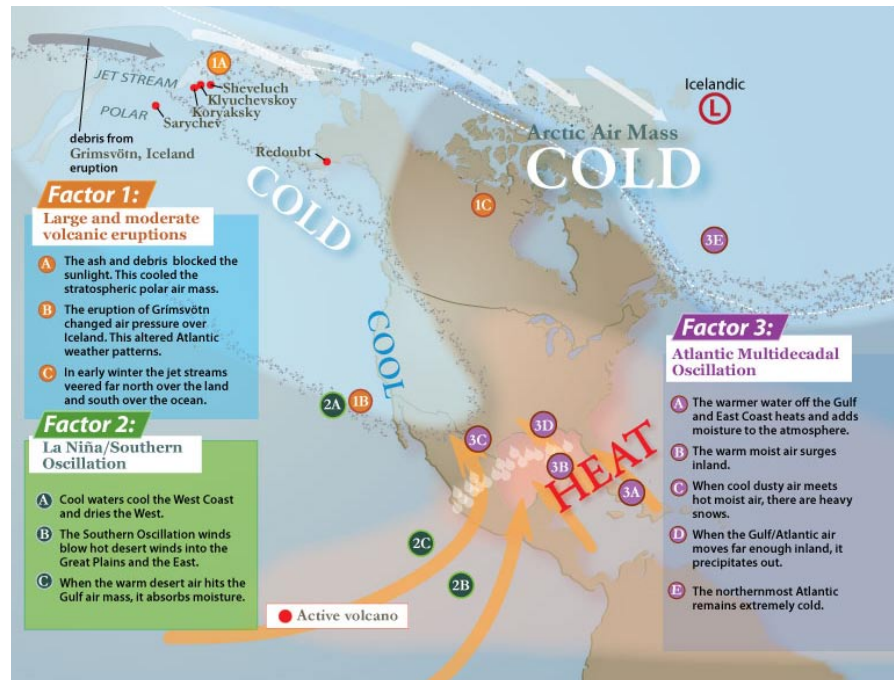 JET STREAM
POLAR
1A
Sheveluch
Klyuchevskoy
Koryaksky
Sarychev
debris from
Grímsvötn, Iceland
eruption
Redoubt
Icelandic
L
Arctic Air Mass
COLD
COLD
COOL
HEAT
1C
3E
2A
1B
3C
3D
3B
3A
2C
2B
Factor 1:
Large and moderate
volcanic eruptions
A The ash and debris blocked the
sunlight. This cooled the
stratospheric polar air mass.
B The eruption of Grímsvötn
changed air pressure over
Iceland. This altered Atlantic
weather patterns.
C In early winter the jet streams
veered far north over the land
and south over the ocean.
Factor 2:
La Niña/Southern
Oscillation
A Cool waters cool the West Coast
and dries the West.
B The Southern Oscillation winds
blow hot desert winds into the
Great Plains and the East.
C When the warm desert air hits the
Gulf air mass, it absorbs moisture.
Active volcano
Factor 3:
Atlantic Multidecadal
Oscillation
A The warmer water off the Gulf
and East Coast heats and adds
moisture to the atmosphere.
B The warm moist air surges
inland.
C When cool dusty air meets
hot moist air, there are heavy
snows.
D When the Gulf/Atlantic air
moves far enough inland, it
precipitates out.
E The northernmost Atlantic
remains extremely cold.